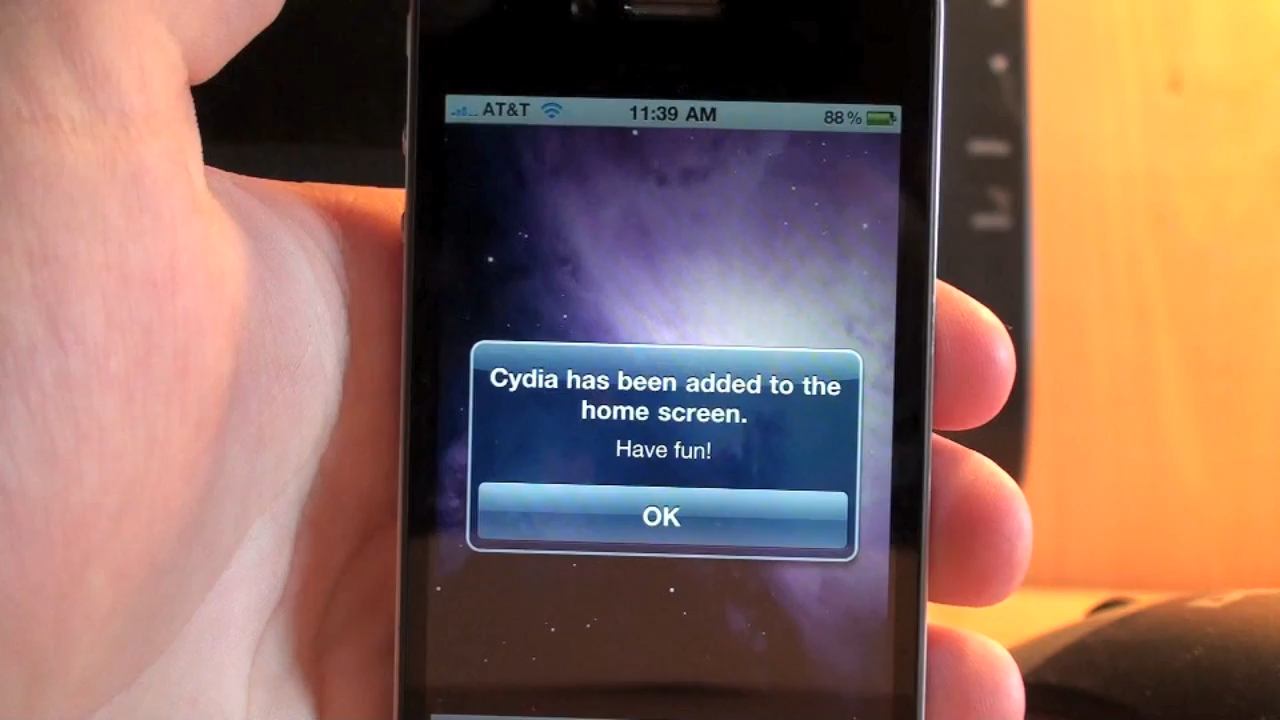 AT&T 11:39 AM 88%
Cydia has been added to the
home screen.
Have fun!
OK